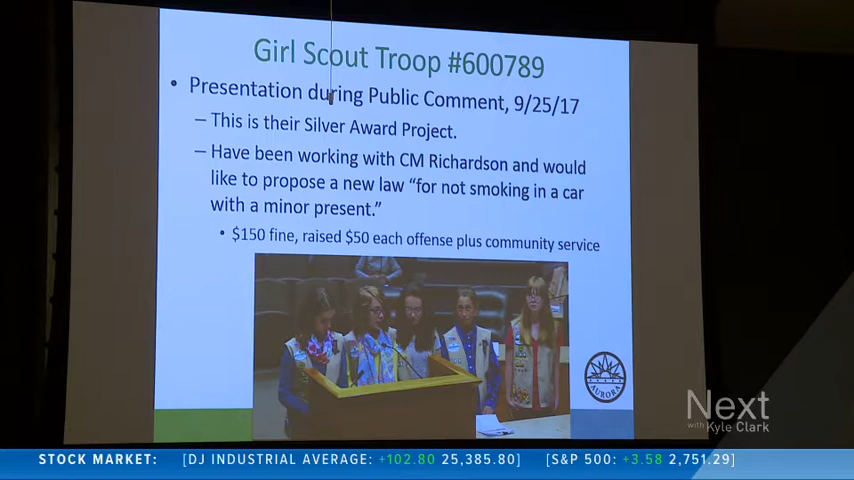 Girl Scout Troop #600789
• Presentation during Public Comment, 9/25/17
– This is their Silver Award Project.
– Have been working with CM Richardson and would
like to propose a new law “for not smoking in a car
with a minor present.”
• $150 fine, raised $50 each offense plus community service
AURORA
Next
with Kyle Clark
STOCK MARKET: [DJ INDUSTRIAL AVERAGE: +102.80 25,385.80] [S&P 500: +3.58 2,751.29]